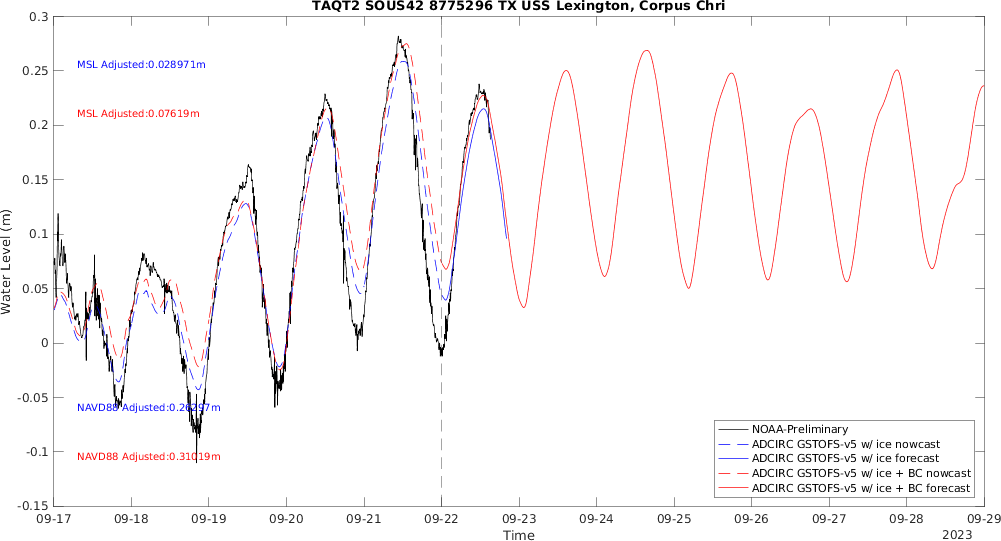 TAQT2 SOUS42 8775296 TX USS Lexington, Corpus Chri
Water Level (m)
0.3
0.25
0.2
0.15
0.1
0.05
0
-0.05
-0.1
-0.15
MSL Adjusted:0.028971m
MSL Adjusted:0.07619m
NAVD88 Adjusted:0.26297m
NAVD88 Adjusted:0.31019m
NOAA-Preliminary
ADCIRC GSTOFS-v5 w/ ice nowcast
ADCIRC GSTOFS-v5 w/ ice forecast
ADCIRC GSTOFS-v5 w/ ice + BC nowcast
ADCIRC GSTOFS-v5 w/ ice + BC forecast
09-17 09-18 09-19 09-20 09-21 09-22 09-23 09-24 09-25 09-26 09-27 09-28 09-29
Time
2023